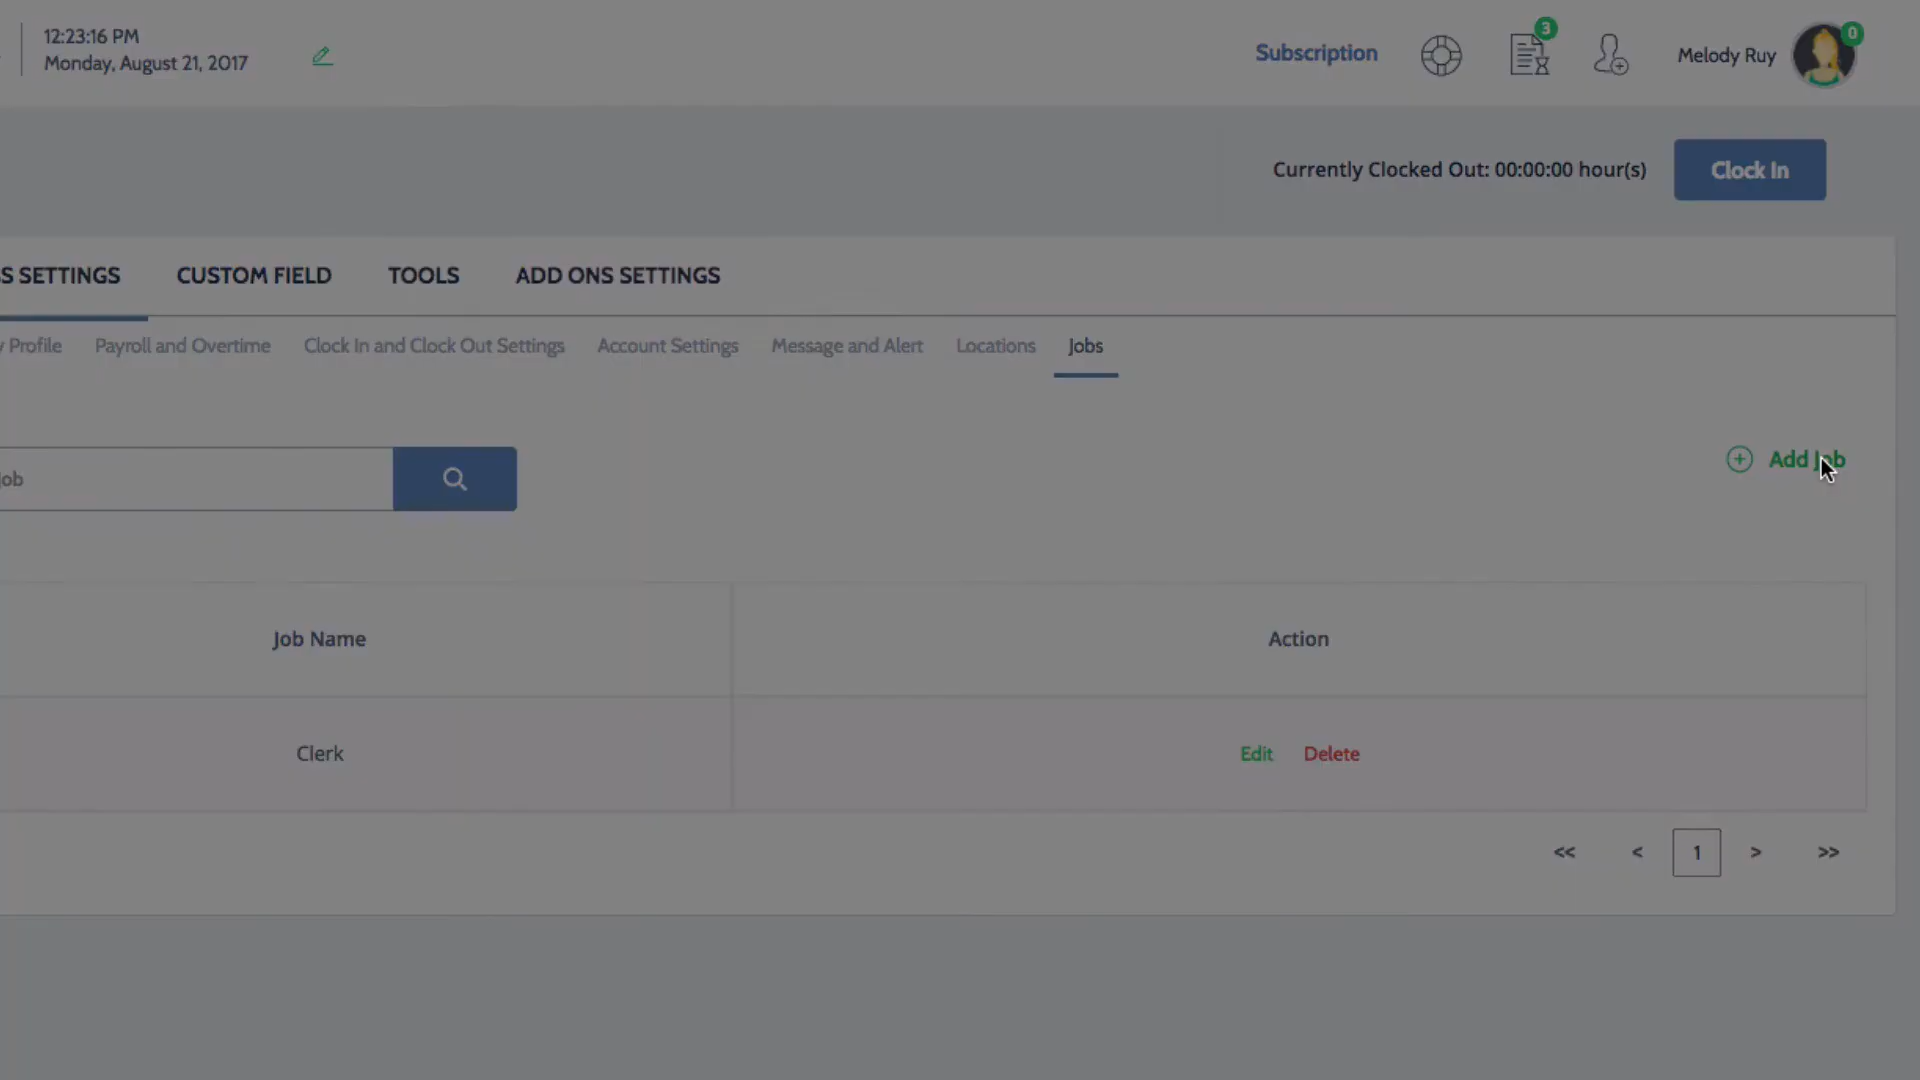 12:23:16 PM
Monday, August 21, 2017
Subscription
3
Melody Ruy
0
Currently Clocked Out: 00:00:00 hour(s)
Clock In
S SETTINGS
CUSTOM FIELD
TOOLS
ADD ONS SETTINGS
Profile
Payroll and Overtime
Clock In and Clock Out Settings
Account Settings
Message and Alert
Locations
Jobs
ob
Add Job
Job Name
Action
Clerk
Edit
Delete
<<
<
1
>
>>